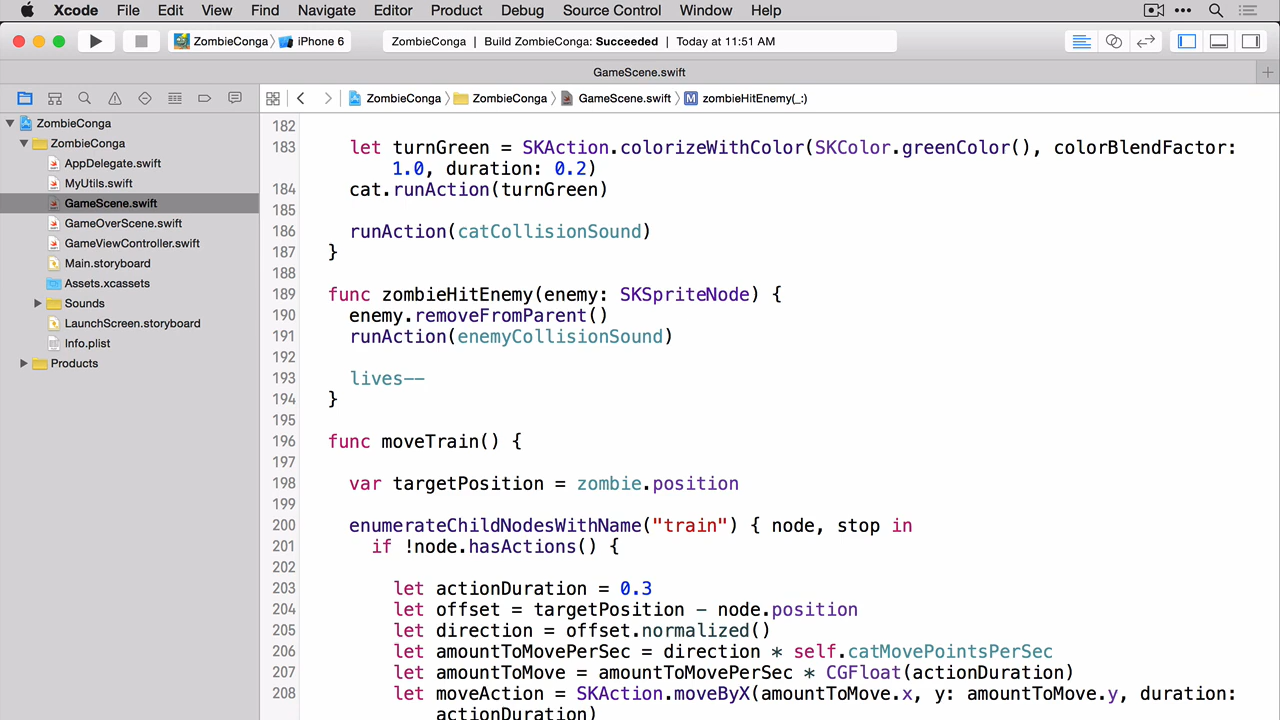 Xcode File Edit View Find Navigate Editor Product Debug Source Control Window Help
ZombieConga iPhone 6
ZombieConga | Build ZombieConga: Succeeded | Today at 11:51 AM
GameScene.swift
ZombieConga ZombieConga GameScene.swift M zombieHitEnemy(_:)
ZombieConga
ZombieConga
AppDelegate.swift
MyUtils.swift
GameScene.swift
GameOverScene.swift
GameViewController.swift
Main.storyboard
Assets.xcassets
Sounds
LaunchScreen.storyboard
Info.plist
Products
182
183 let turnGreen = SKAction.colorizeWithColor(SKColor.greenColor(), colorBlendFactor:
1.0, duration: 0.2)
184 cat.runAction(turnGreen)
185
186 runAction(catCollisionSound)
187 }
188
189 func zombieHitEnemy(enemy: SKSpriteNode) {
190 enemy.removeFromParent()
191 runAction(enemyCollisionSound)
192
193 lives--
194 }
195
196 func moveTrain() {
197
198 var targetPosition = zombie.position
199
200 enumerateChildNodesWithName("train") { node, stop in
201 if !node.hasActions() {
202
203 let actionDuration = 0.3
204 let offset = targetPosition - node.position
205 let direction = offset.normalized()
206 let amountToMovePerSec = direction * self.catMovePointsPerSec
207 let amountToMove = amountToMovePerSec * CGFloat(actionDuration)
208 let moveAction = SKAction.moveByX(amountToMove.x, y: amountToMove.y, duration:
actionDuration)